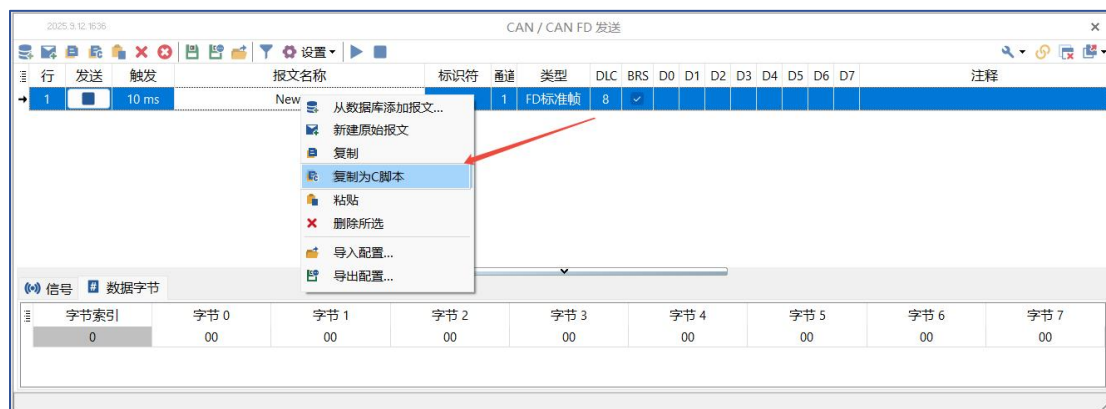 2025.9.12.1636 CAN / CAN FD 发送
设置
行 发送 触发 报文名称 标识符 通道 类型 DLC BRS D0 D1 D2 D3 D4 D5 D6 D7 注释
1 10 ms New 1 FD标准帧 8
从数据库添加报文...
新建原始报文
复制
复制为C脚本
粘贴
删除所选
导入配置...
导出配置...
信号 数据字节
字节索引 字节 0 字节 1 字节 2 字节 3 字节 4 字节 5 字节 6 字节 7
0 00 00 00 00 00 00 00 00